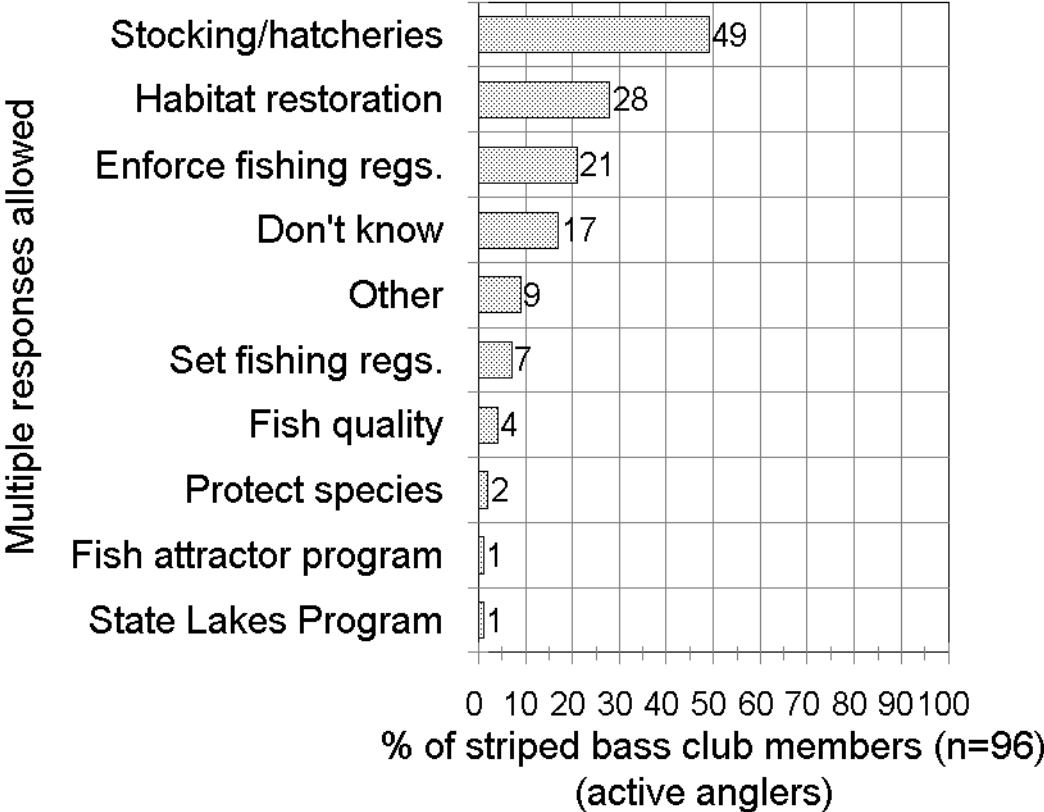 Multiple responses allowed
Stocking/hatcheries 49
Habitat restoration 28
Enforce fishing regs. 21
Don't know 17
Other 9
Set fishing regs. 7
Fish quality 4
Protect species 2
Fish attractor program 1
State Lakes Program 1
0 10 20 30 40 50 60 70 80 90 100
% of striped bass club members (n=96)
(active anglers)